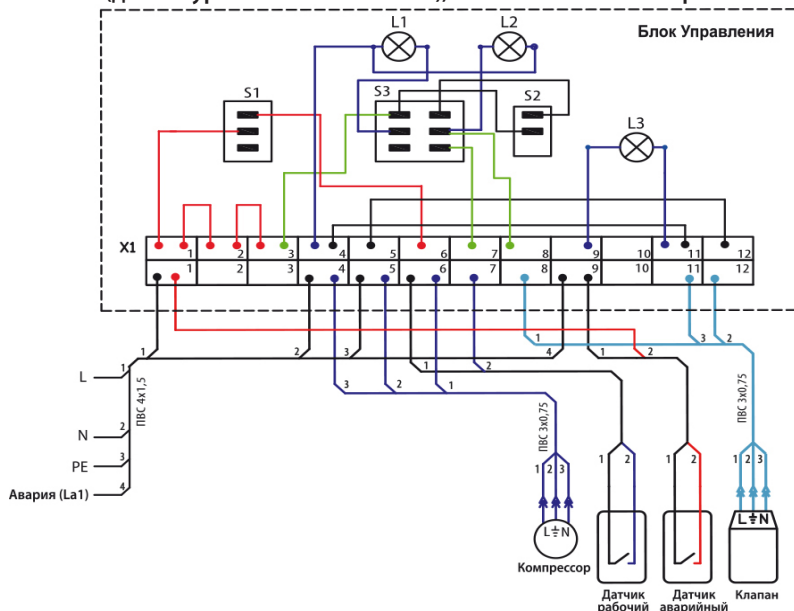 Блок Управления
L1
L2
S1
S3
S2
L3
X1
1 2 3 4 5 6 7 8 9 10 11 12
1 2 3 4 5 6 7 8 9 10 11 12
1 2 3 4 1 2 1 3 2
3 2 1 2
L 1
N 2
PE 3
Авария (La1) 4
ПВС 4х1,5
ПВС 3х0,75
ПВС 3х0,75
1 2 3
1 2
1 2
1 2 3
L N
L N
Компрессор
Датчик рабочий
Датчик аварийный
Клапан